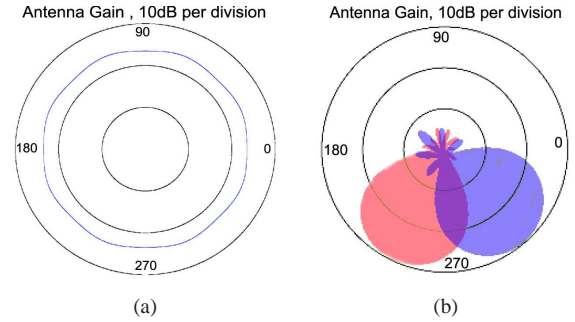 Antenna Gain , 10dB per division
90
180
0
270
(a)
Antenna Gain, 10dB per division
90
180
0
270
(b)